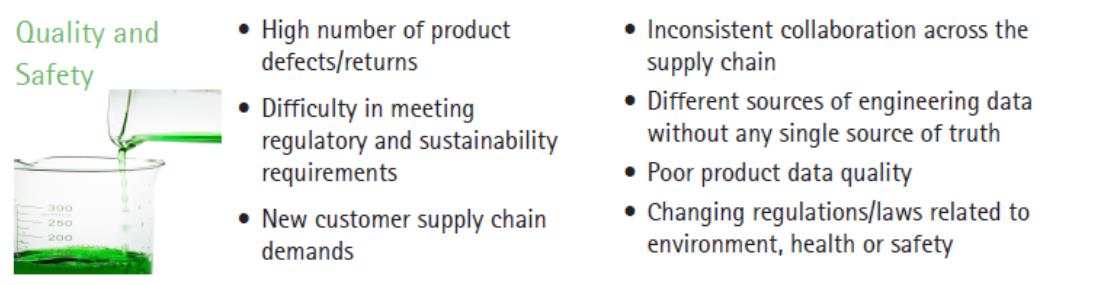 Quality and
Safety
• High number of product
defects/returns
• Difficulty in meeting
regulatory and sustainability
requirements
• New customer supply chain
demands
• Inconsistent collaboration across the
supply chain
• Different sources of engineering data
without any single source of truth
• Poor product data quality
• Changing regulations/laws related to
environment, health or safety
300
250
200